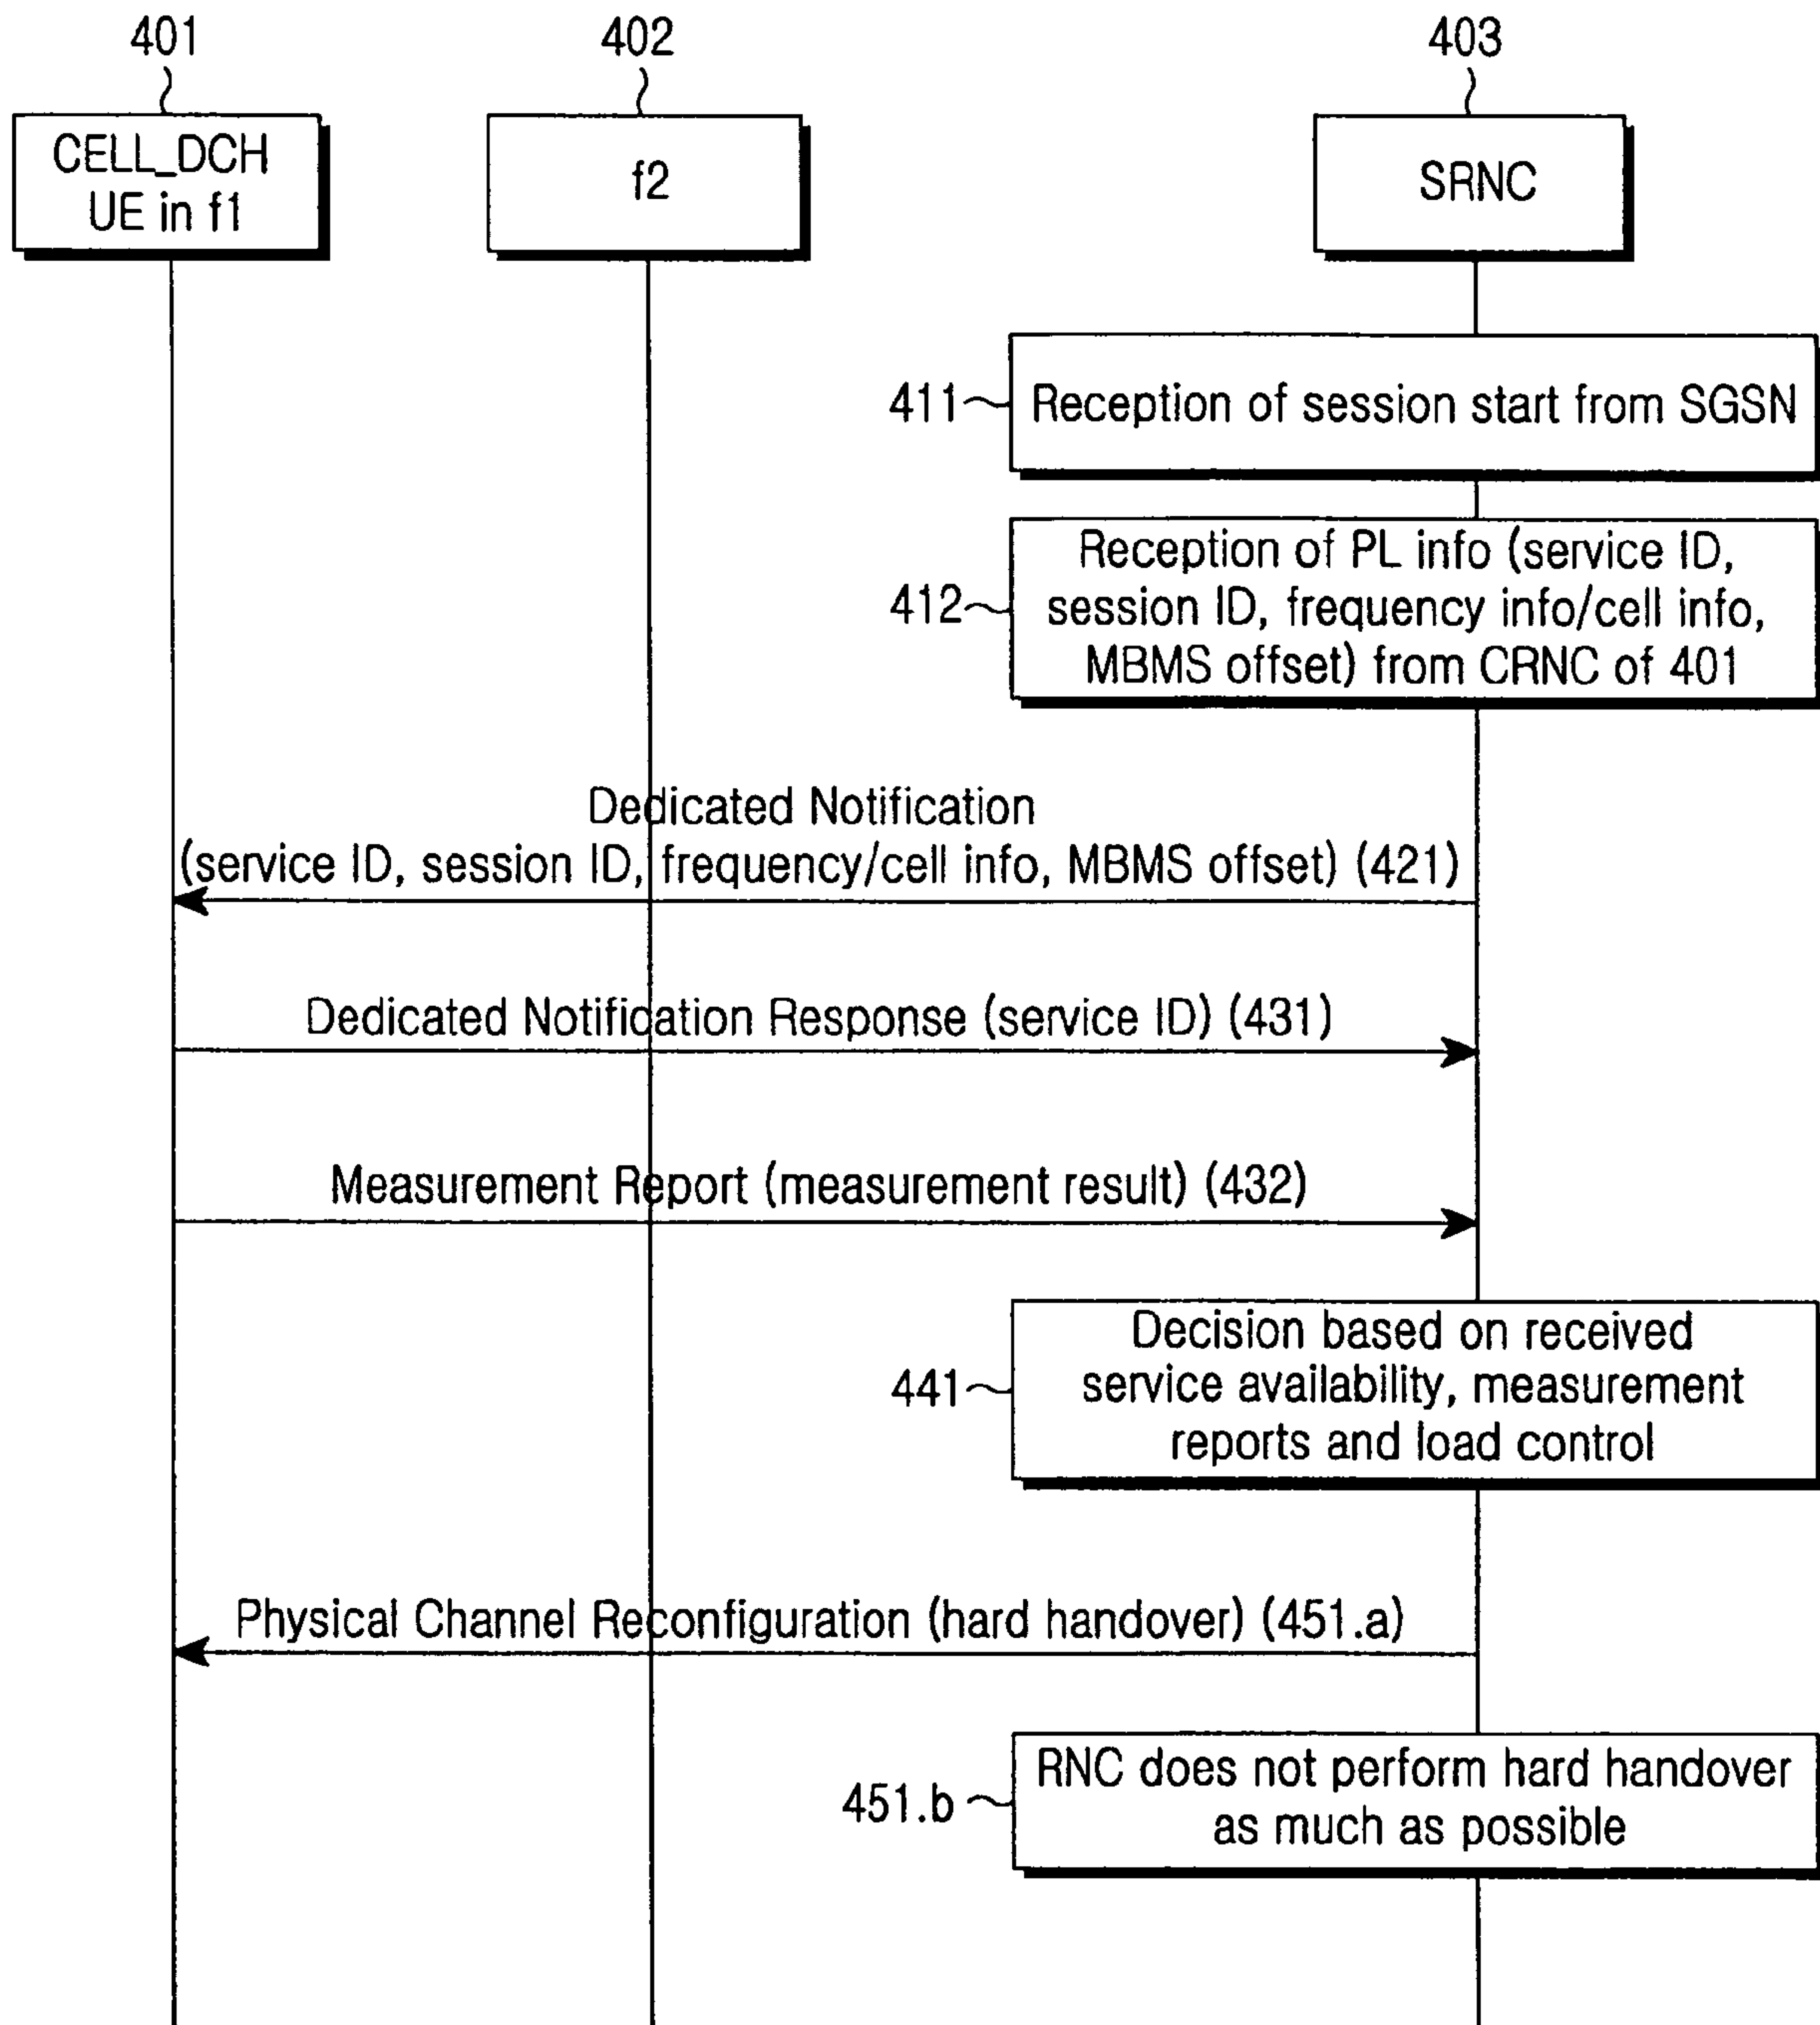 401
402
403
CELL_DCH
UE in f1
f2
SRNC
411
Reception of session start from SGSN
412
Reception of PL info (service ID,
session ID, frequency info/cell info,
MBMS offset) from CRNC of 401
Dedicated Notification
(service ID, session ID, frequency/cell info, MBMS offset) (421)
Dedicated Notification Response (service ID) (431)
Measurement Report (measurement result) (432)
441
Decision based on received
service availability, measurement
reports and load control
Physical Channel Reconfiguration (hard handover) (451.a)
451.b
RNC does not perform hard handover
as much as possible